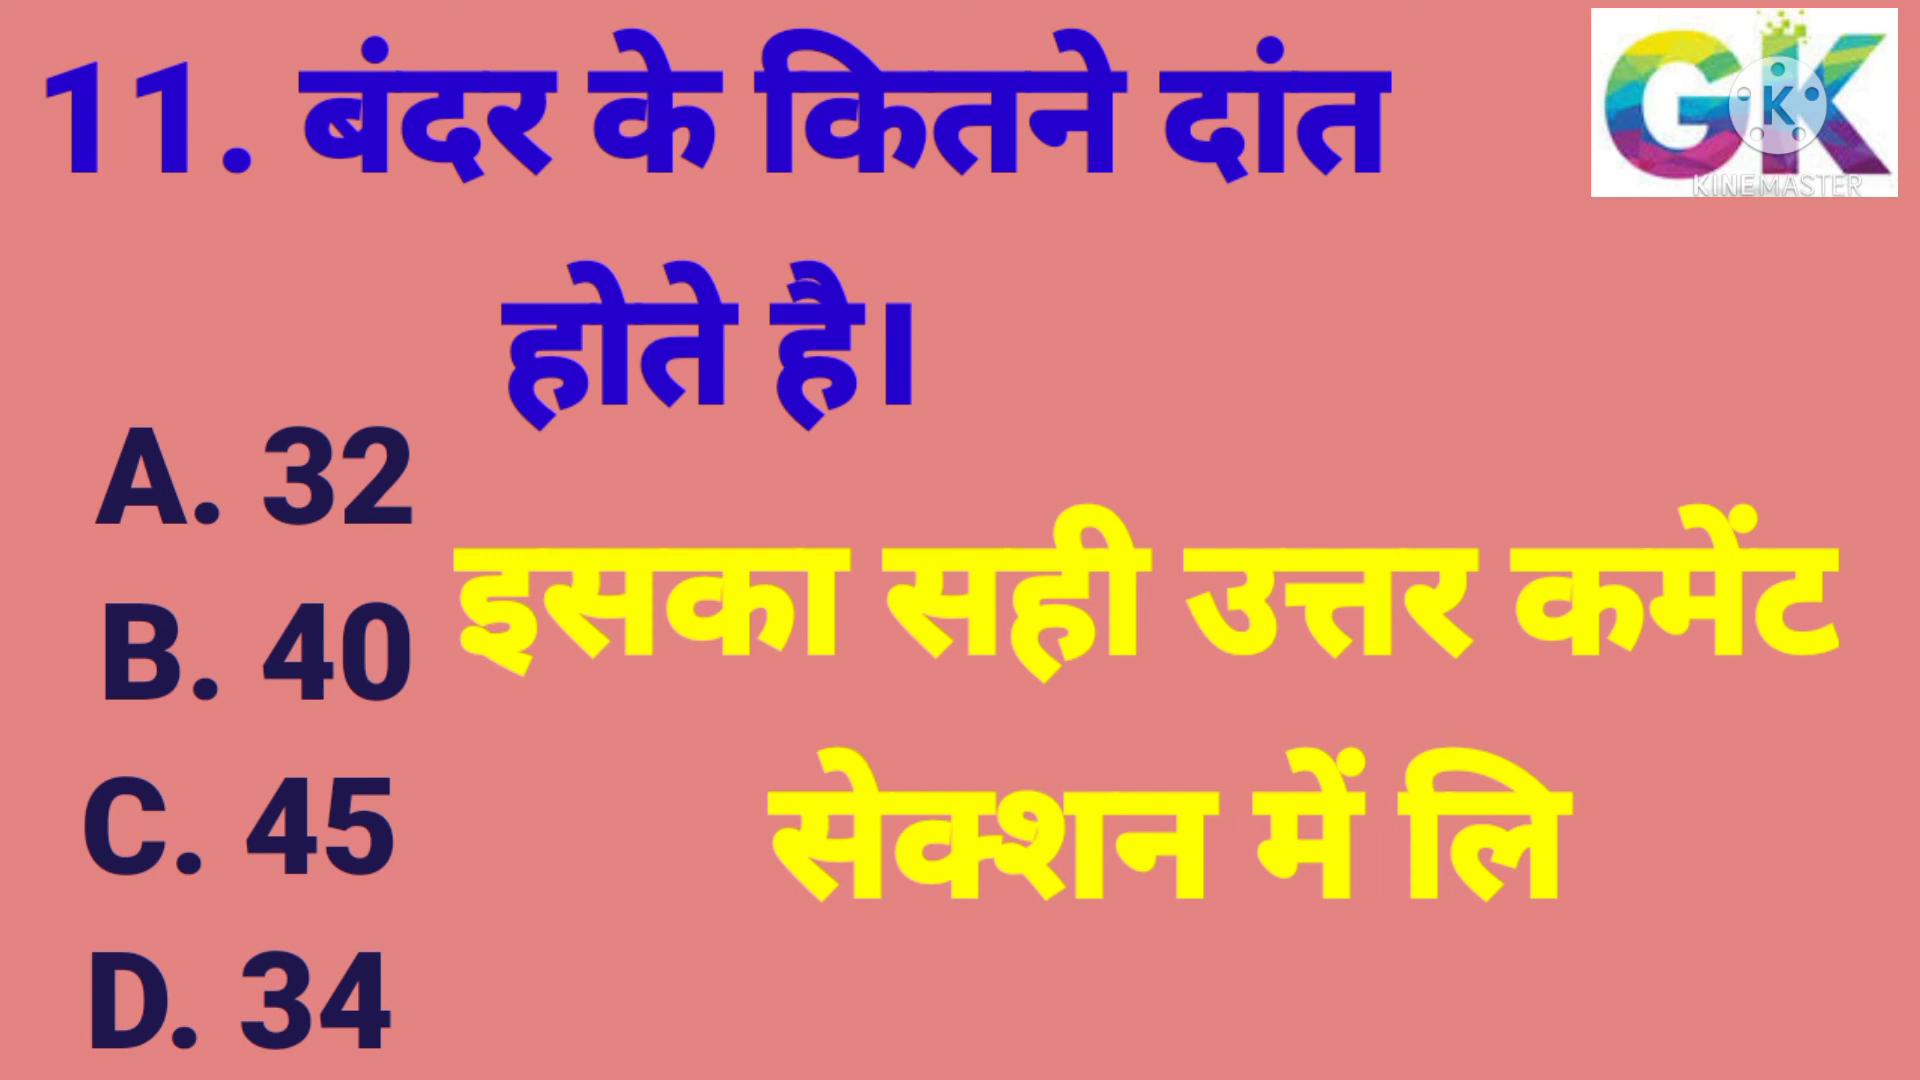 11. बंदर के कितने दांत
होते है।
A. 32
B. 40
C. 45
D. 34
इसका सही उत्तर कमेंट
सेक्शन में लि
GK
K
KINEMASTER